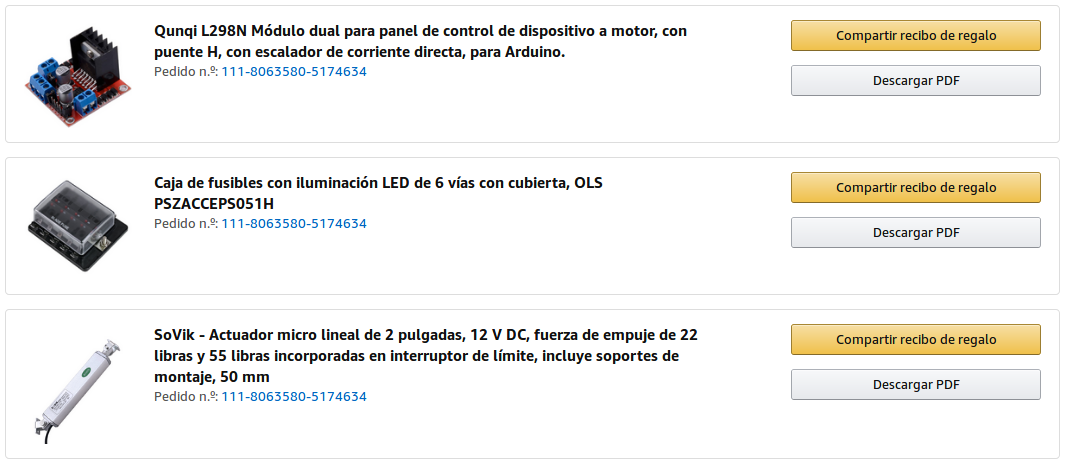 Qunqi L298N Módulo dual para panel de control de dispositivo a motor, con
puente H, con escalador de corriente directa, para Arduino.
Pedido n.º: 111-8063580-5174634
Compartir recibo de regalo
Descargar PDF
Caja de fusibles con iluminación LED de 6 vías con cubierta, OLS
PSZACCEPS051H
Pedido n.º: 111-8063580-5174634
Compartir recibo de regalo
Descargar PDF
SoVik - Actuador micro lineal de 2 pulgadas, 12 V DC, fuerza de empuje de 22
libras y 55 libras incorporadas en interruptor de límite, incluye soportes de
montaje, 50 mm
Pedido n.º: 111-8063580-5174634
Compartir recibo de regalo
Descargar PDF